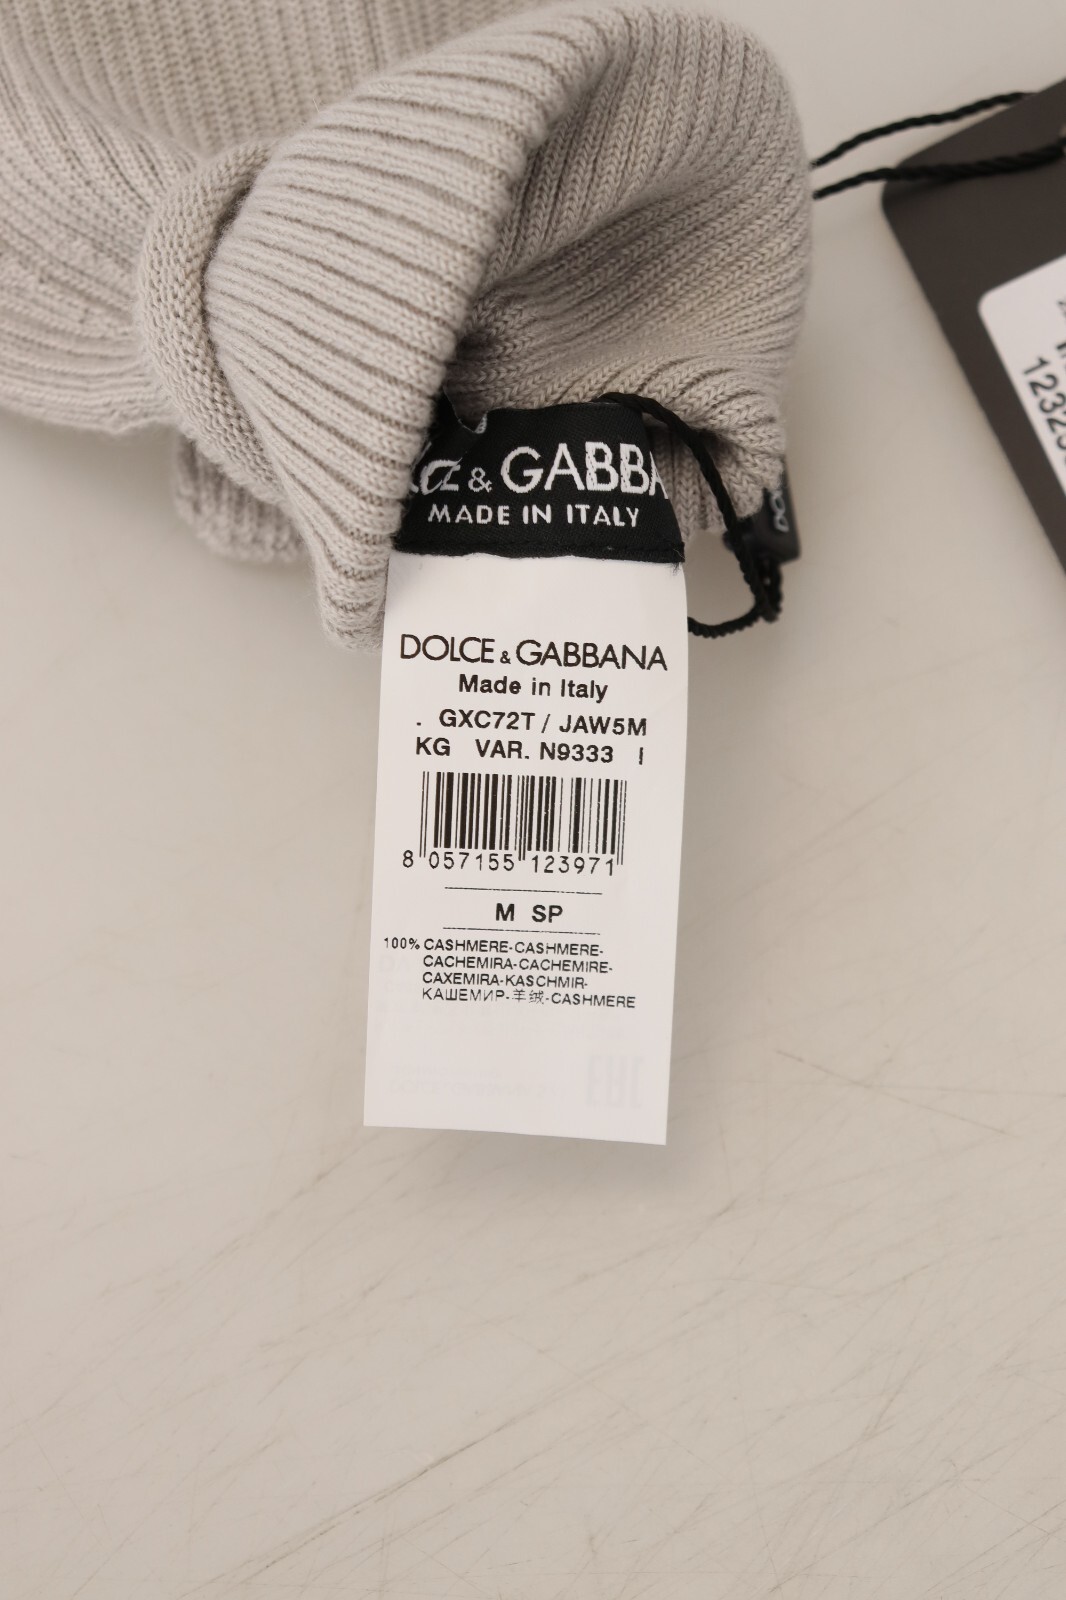 & GABBA
MADE IN ITALY
DOLCE & GABBANA
Made in Italy
. GXC72T / JAW5M
KG VAR. N9333 I
8 057155 123971
M SP
100% CASHMERE-CASHMERE-
CACHEMIRA-CACHEMIRE-
CAXEMIRA-KASCHMIR-
КАШЕМИР-羊绒-CASHMERE